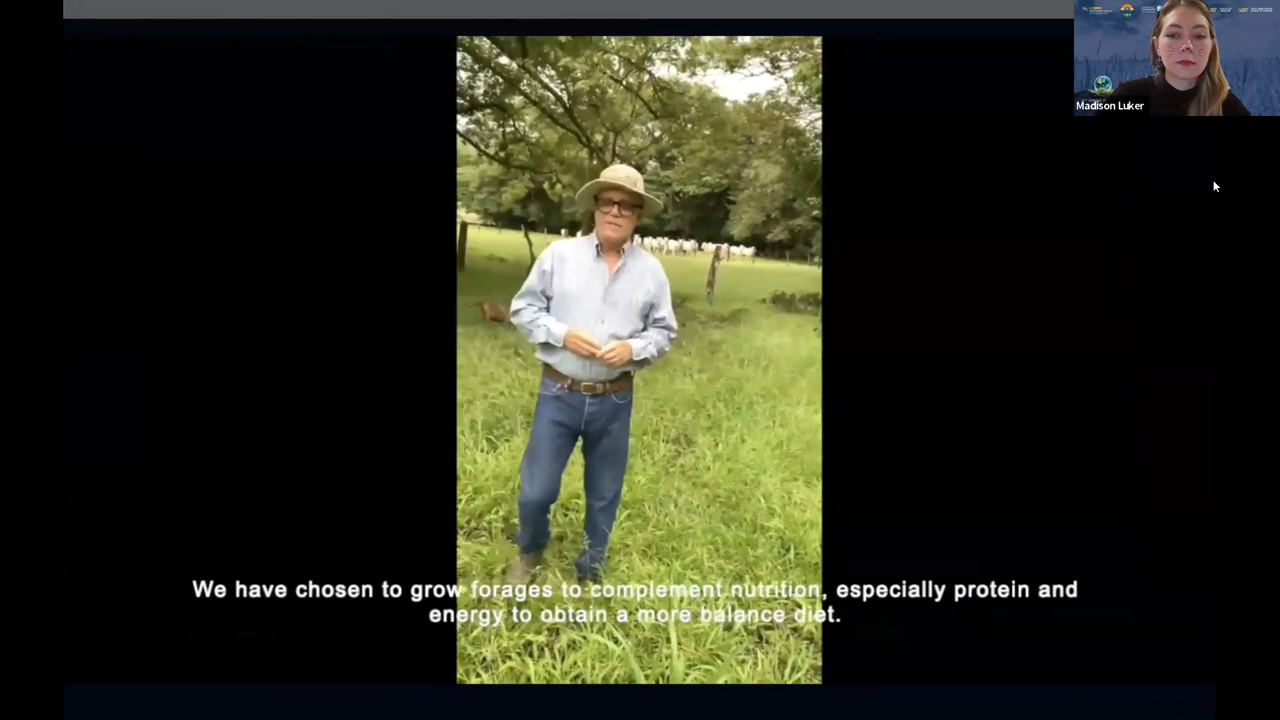 Madison Luker
We have chosen to grow forages to complement nutrition, especially protein and
energy to obtain a more balance diet.